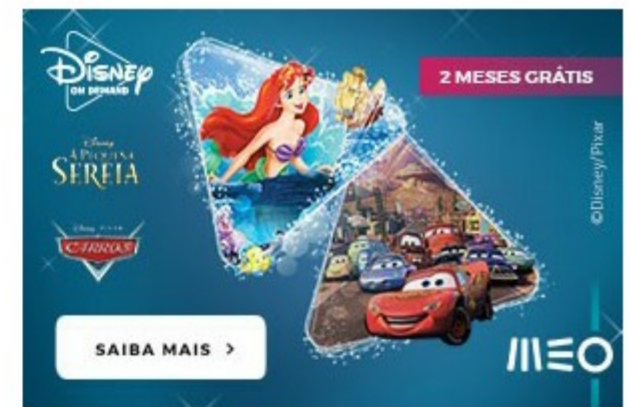 Disney
ON DEMAND
2 MESES GRÁTIS
Disney
A PEQUENA
SEREIA
©Disney/Pixar
Disney PIXAR
CARROS
SAIBA MAIS >
MEO